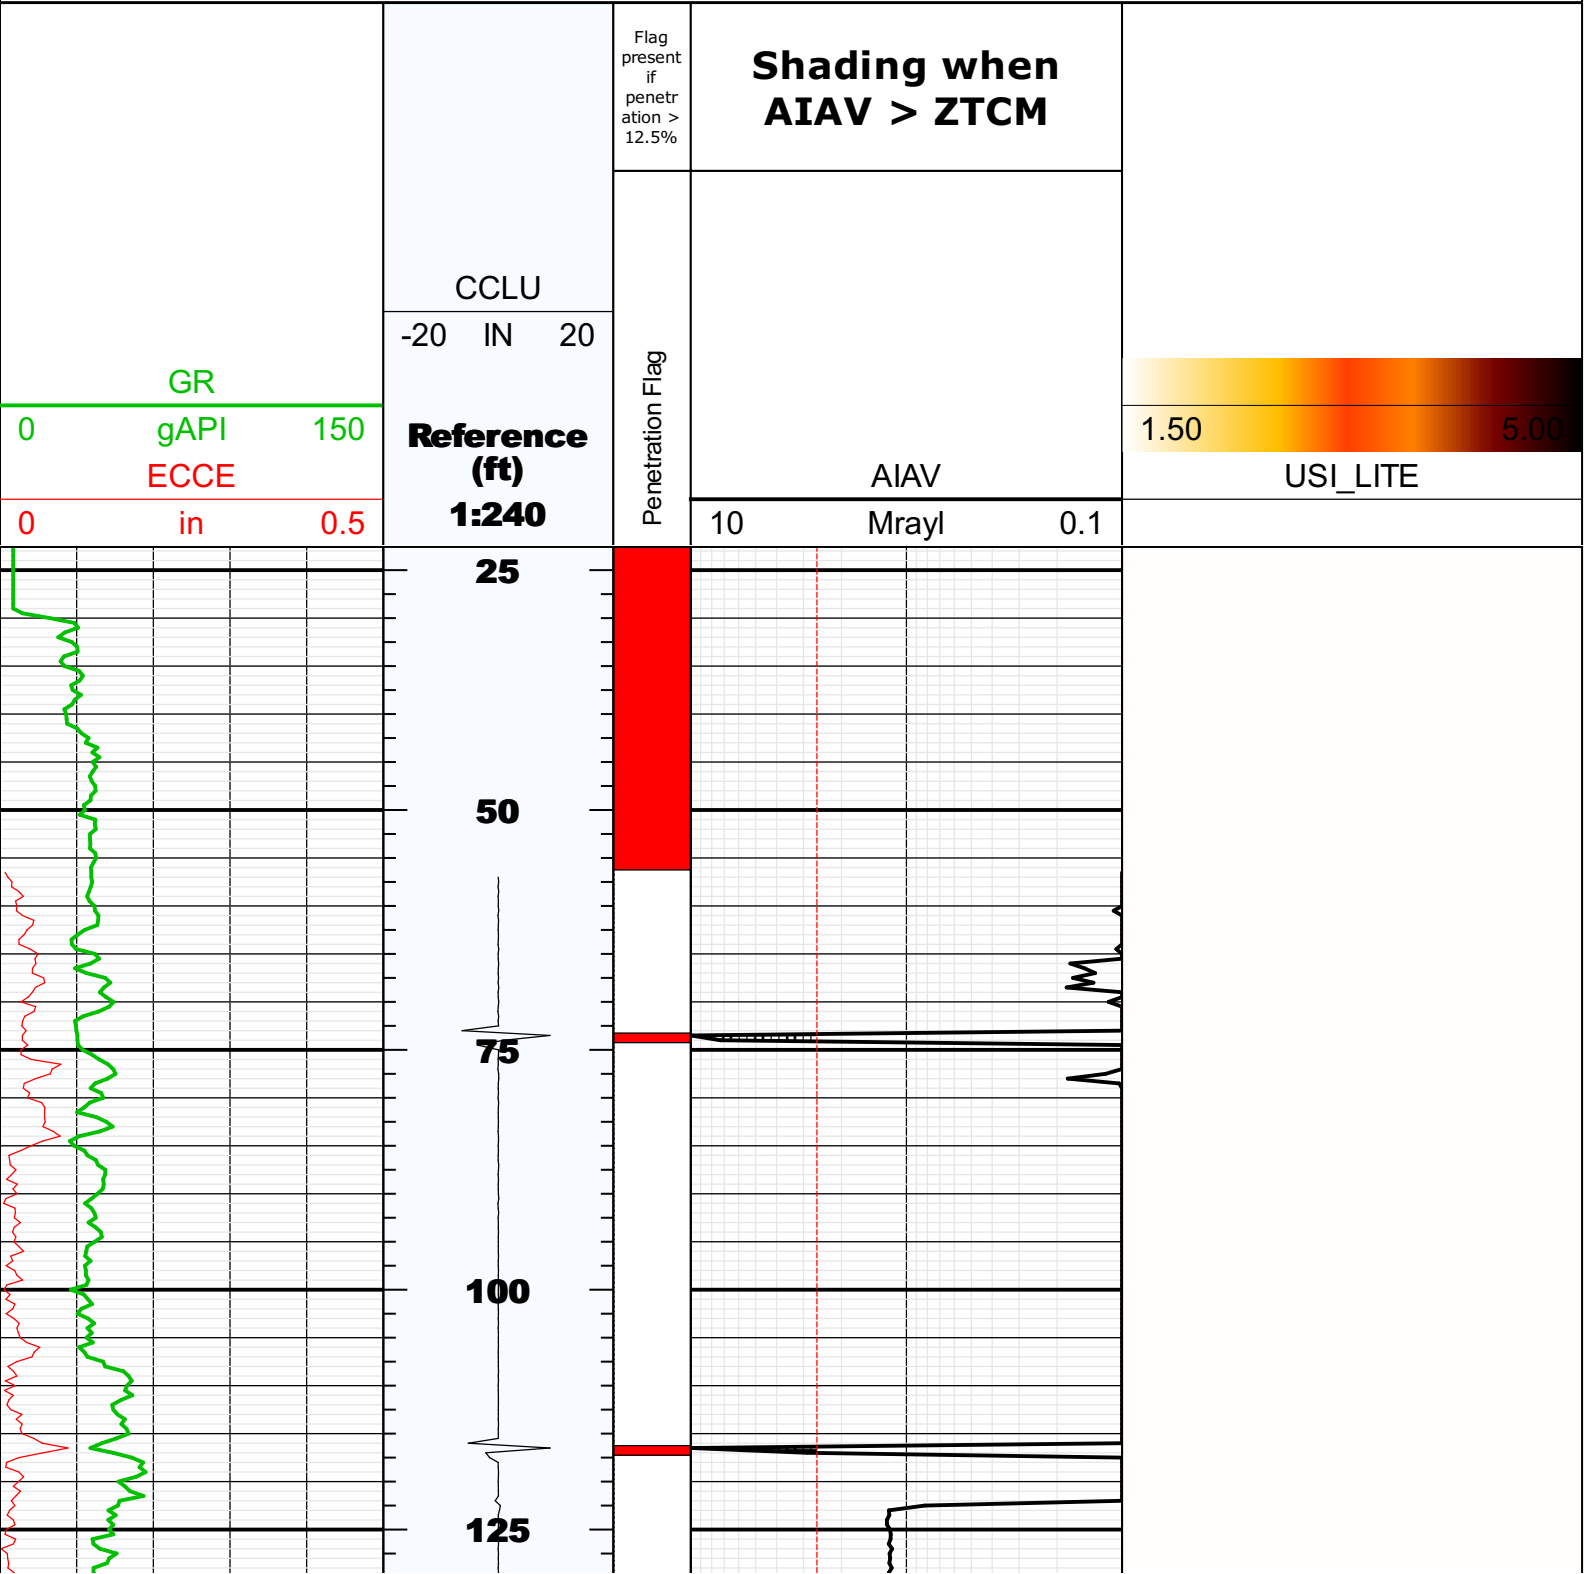 Flag
present
if
penetr
ation >
12.5%
Shading when
AIAV > ZTCM
CCLU
-20 IN 20
GR
0 gAPI 150
ECCE
0 in 0.5
Reference
(ft)
1:240
Penetration Flag
AIAV
10 Mrayl 0.1
1.50 5.00
USI_LITE
25
50
75
100
125